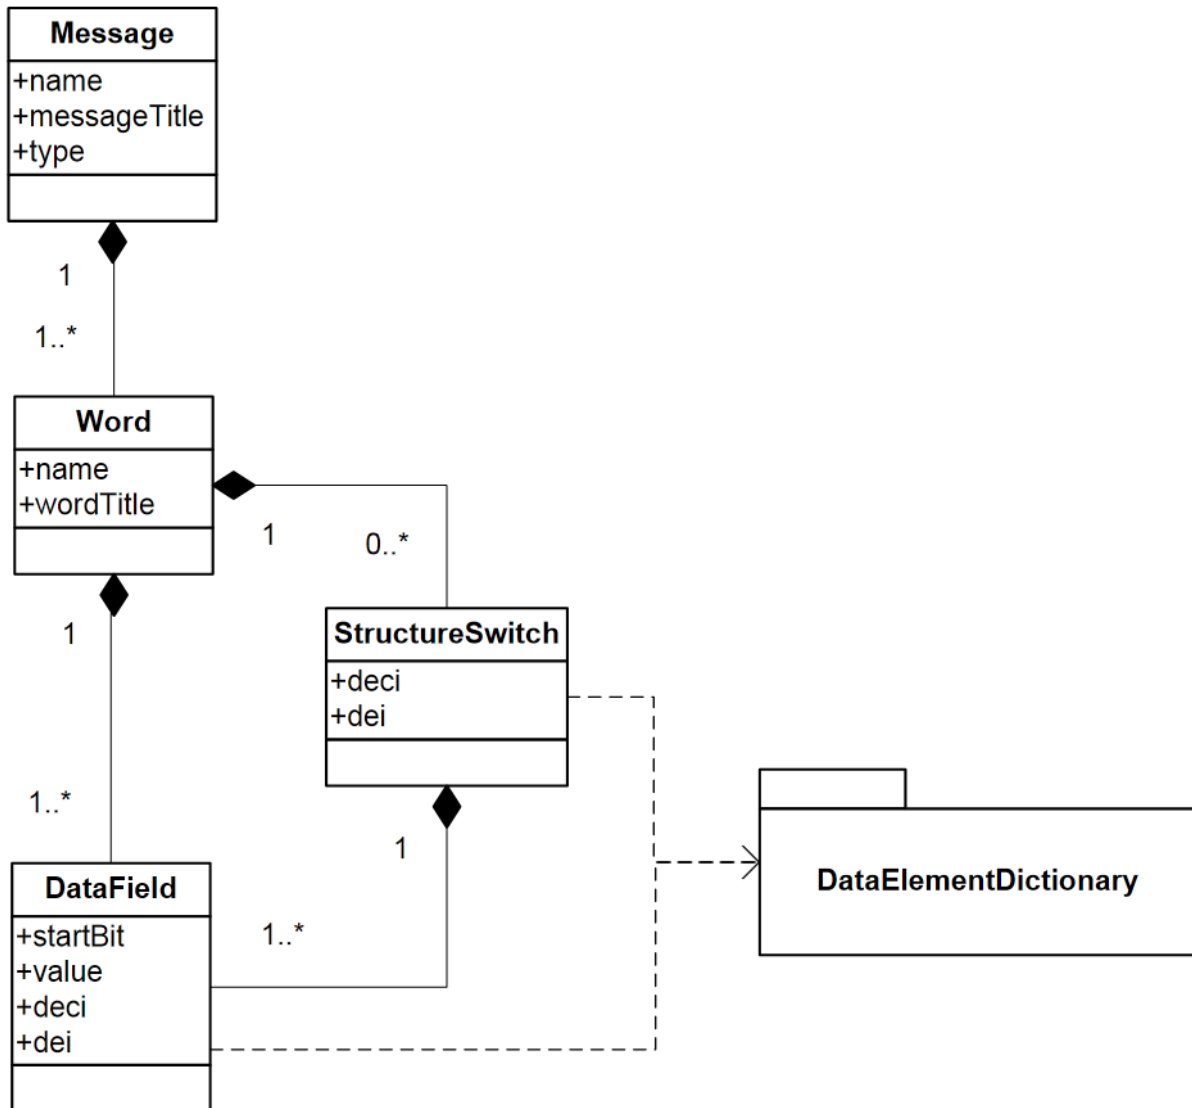 Message
+name
+messageTitle
+type
1
1..*
Word
+name
+wordTitle
1
0..*
1
StructureSwitch
+deci
+dei
1..*
1
DataField
+startBit
+value
+deci
+dei
1..*
DataElementDictionary